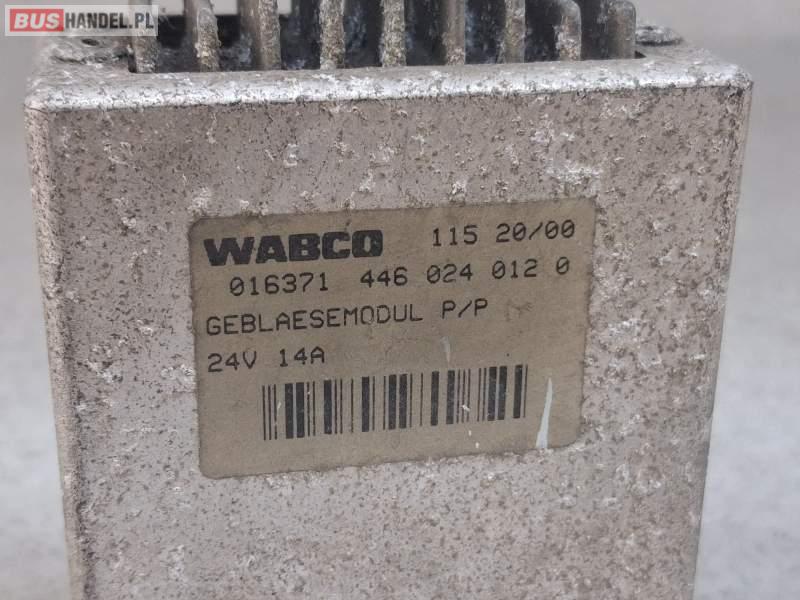 BUSHANDEL.PL
WABCO 115 20/00
016371 446 024 012 0
GEBLAESEMODUL P/P
24V 14A